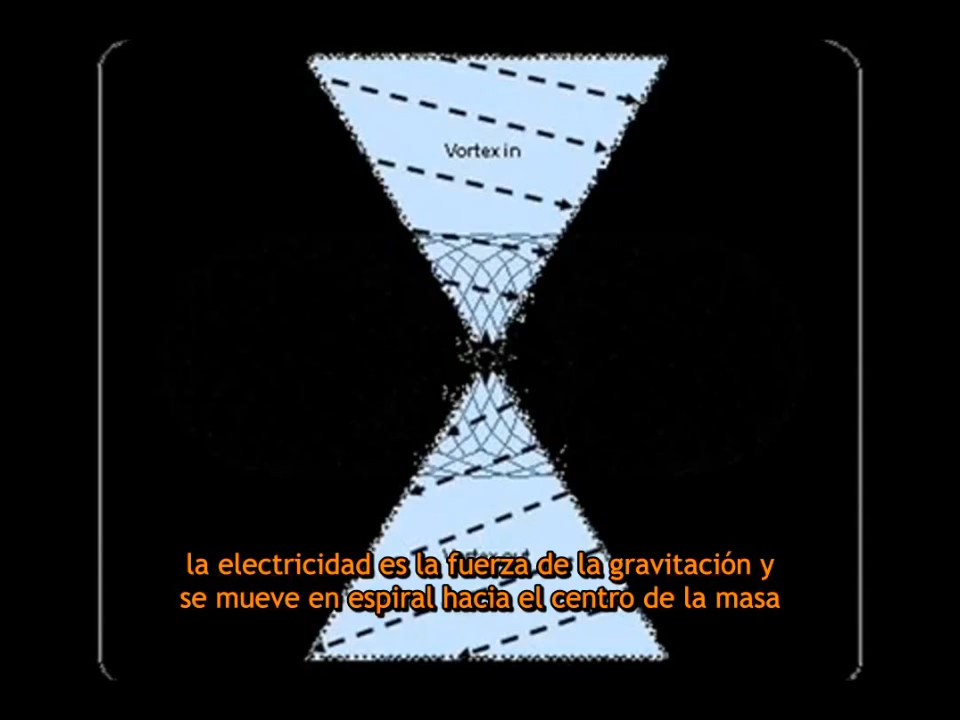 Vortex in
la electricidad es la fuerza de la gravitación y
se mueve en espiral hacia el centro de la masa